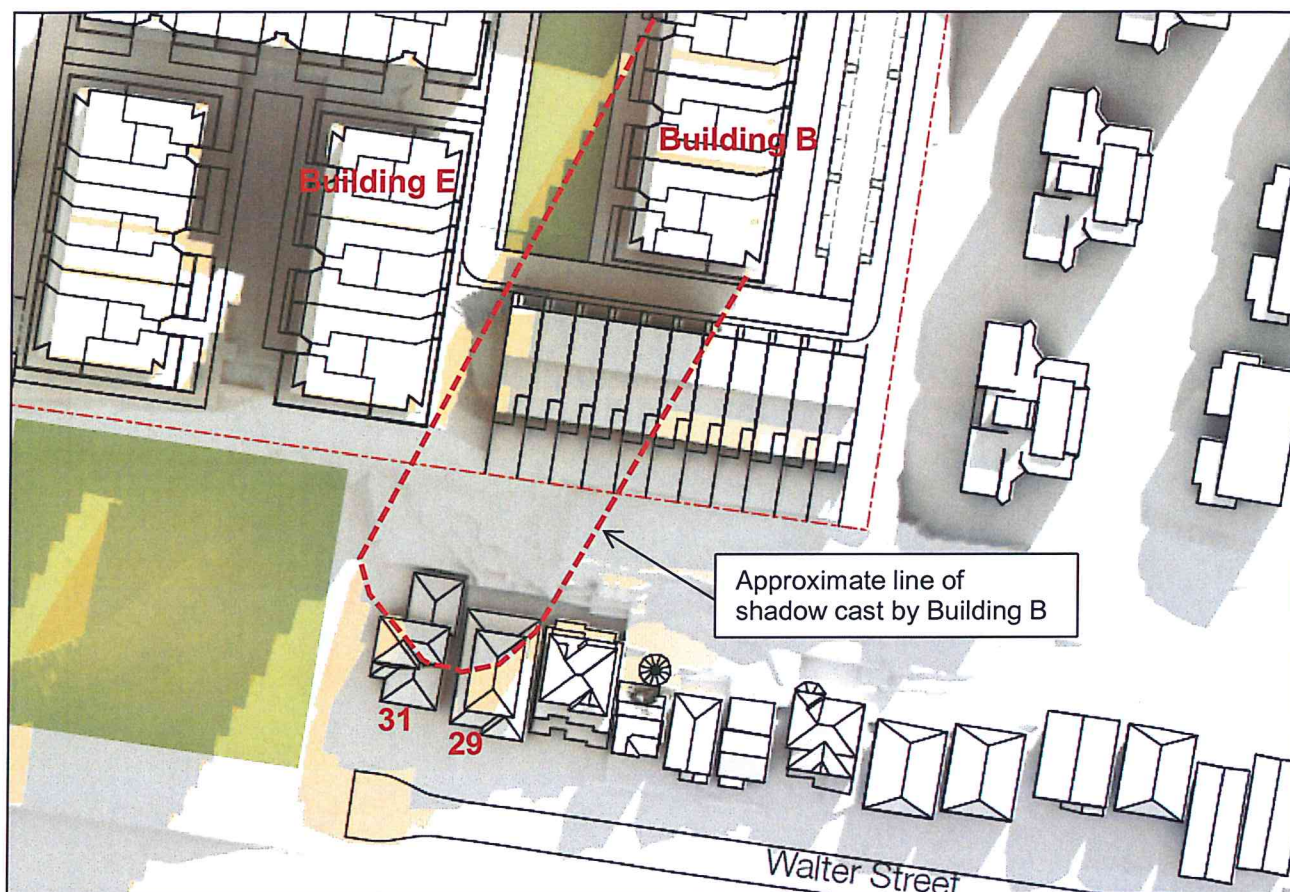 Building B
Building E
Approximate line of
shadow cast by Building B
31
29
Walter Street